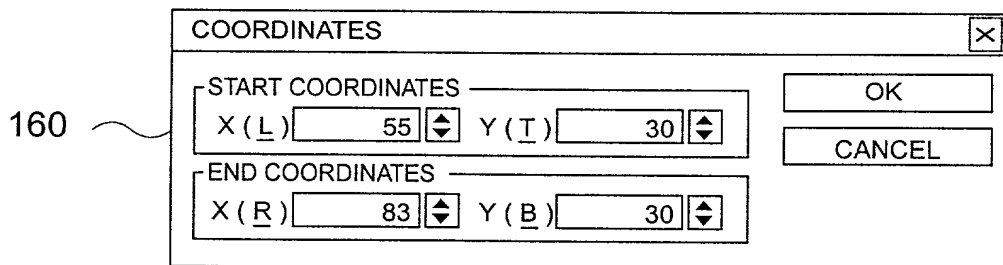 COORDINATES
START COORDINATES
X ( L ) 55 Y ( T ) 30
END COORDINATES
X ( R ) 83 Y ( B ) 30
OK
CANCEL
160